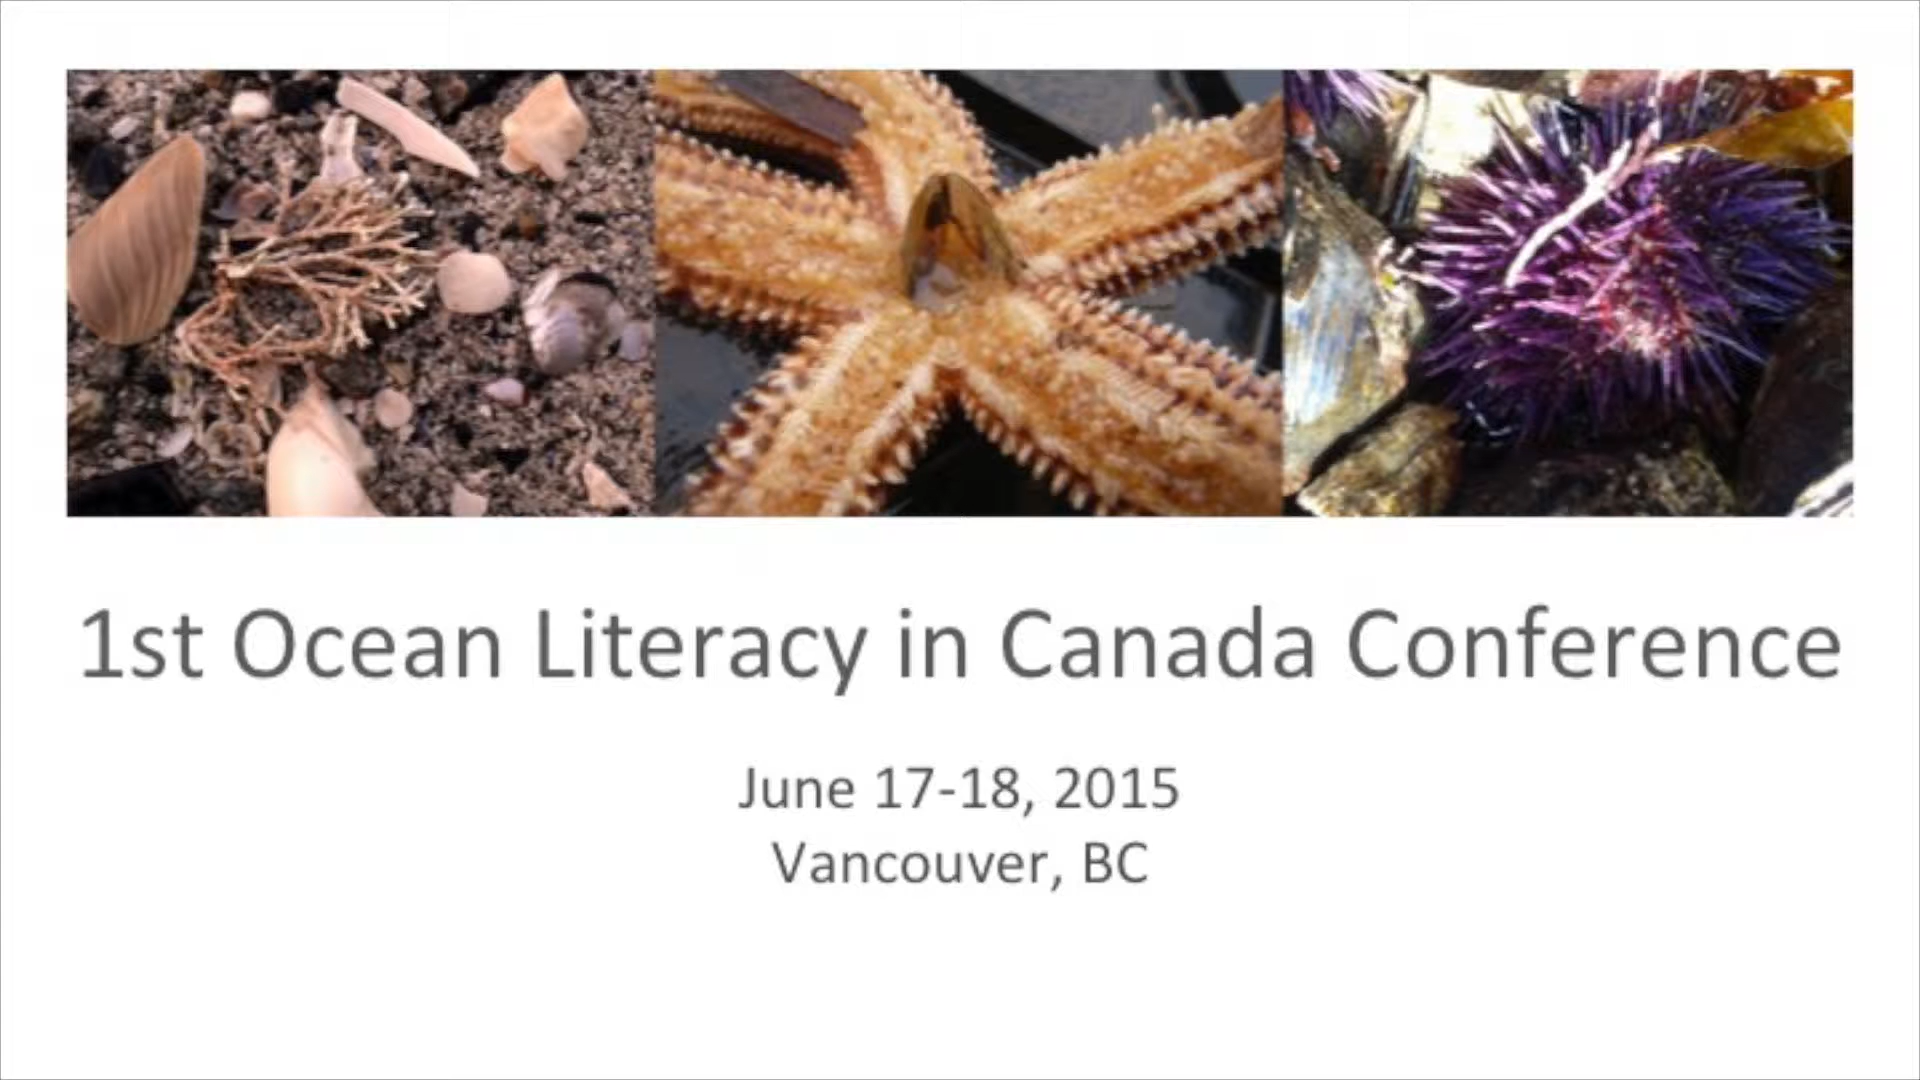 1st Ocean Literacy in Canada Conference
June 17-18, 2015
Vancouver, BC